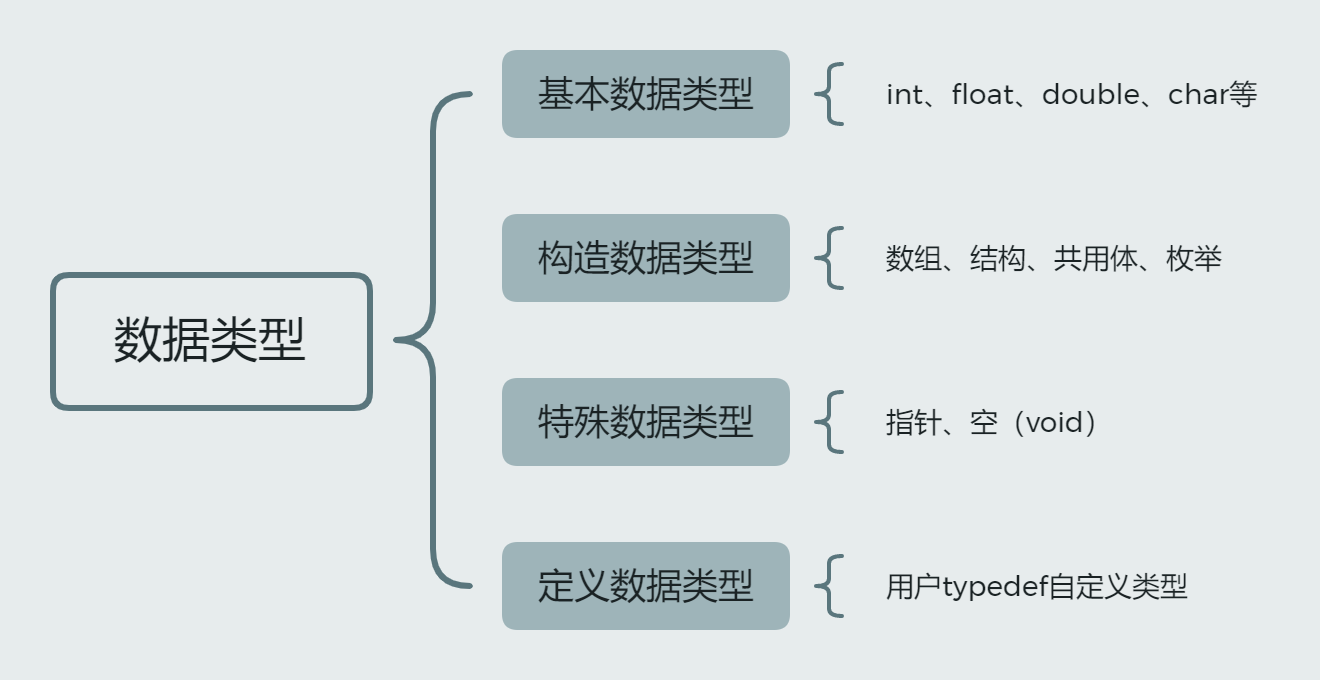 数据类型
基本数据类型
int、float、double、char等
构造数据类型
数组、结构、共用体、枚举
特殊数据类型
指针、空（void）
定义数据类型
用户typedef自定义类型